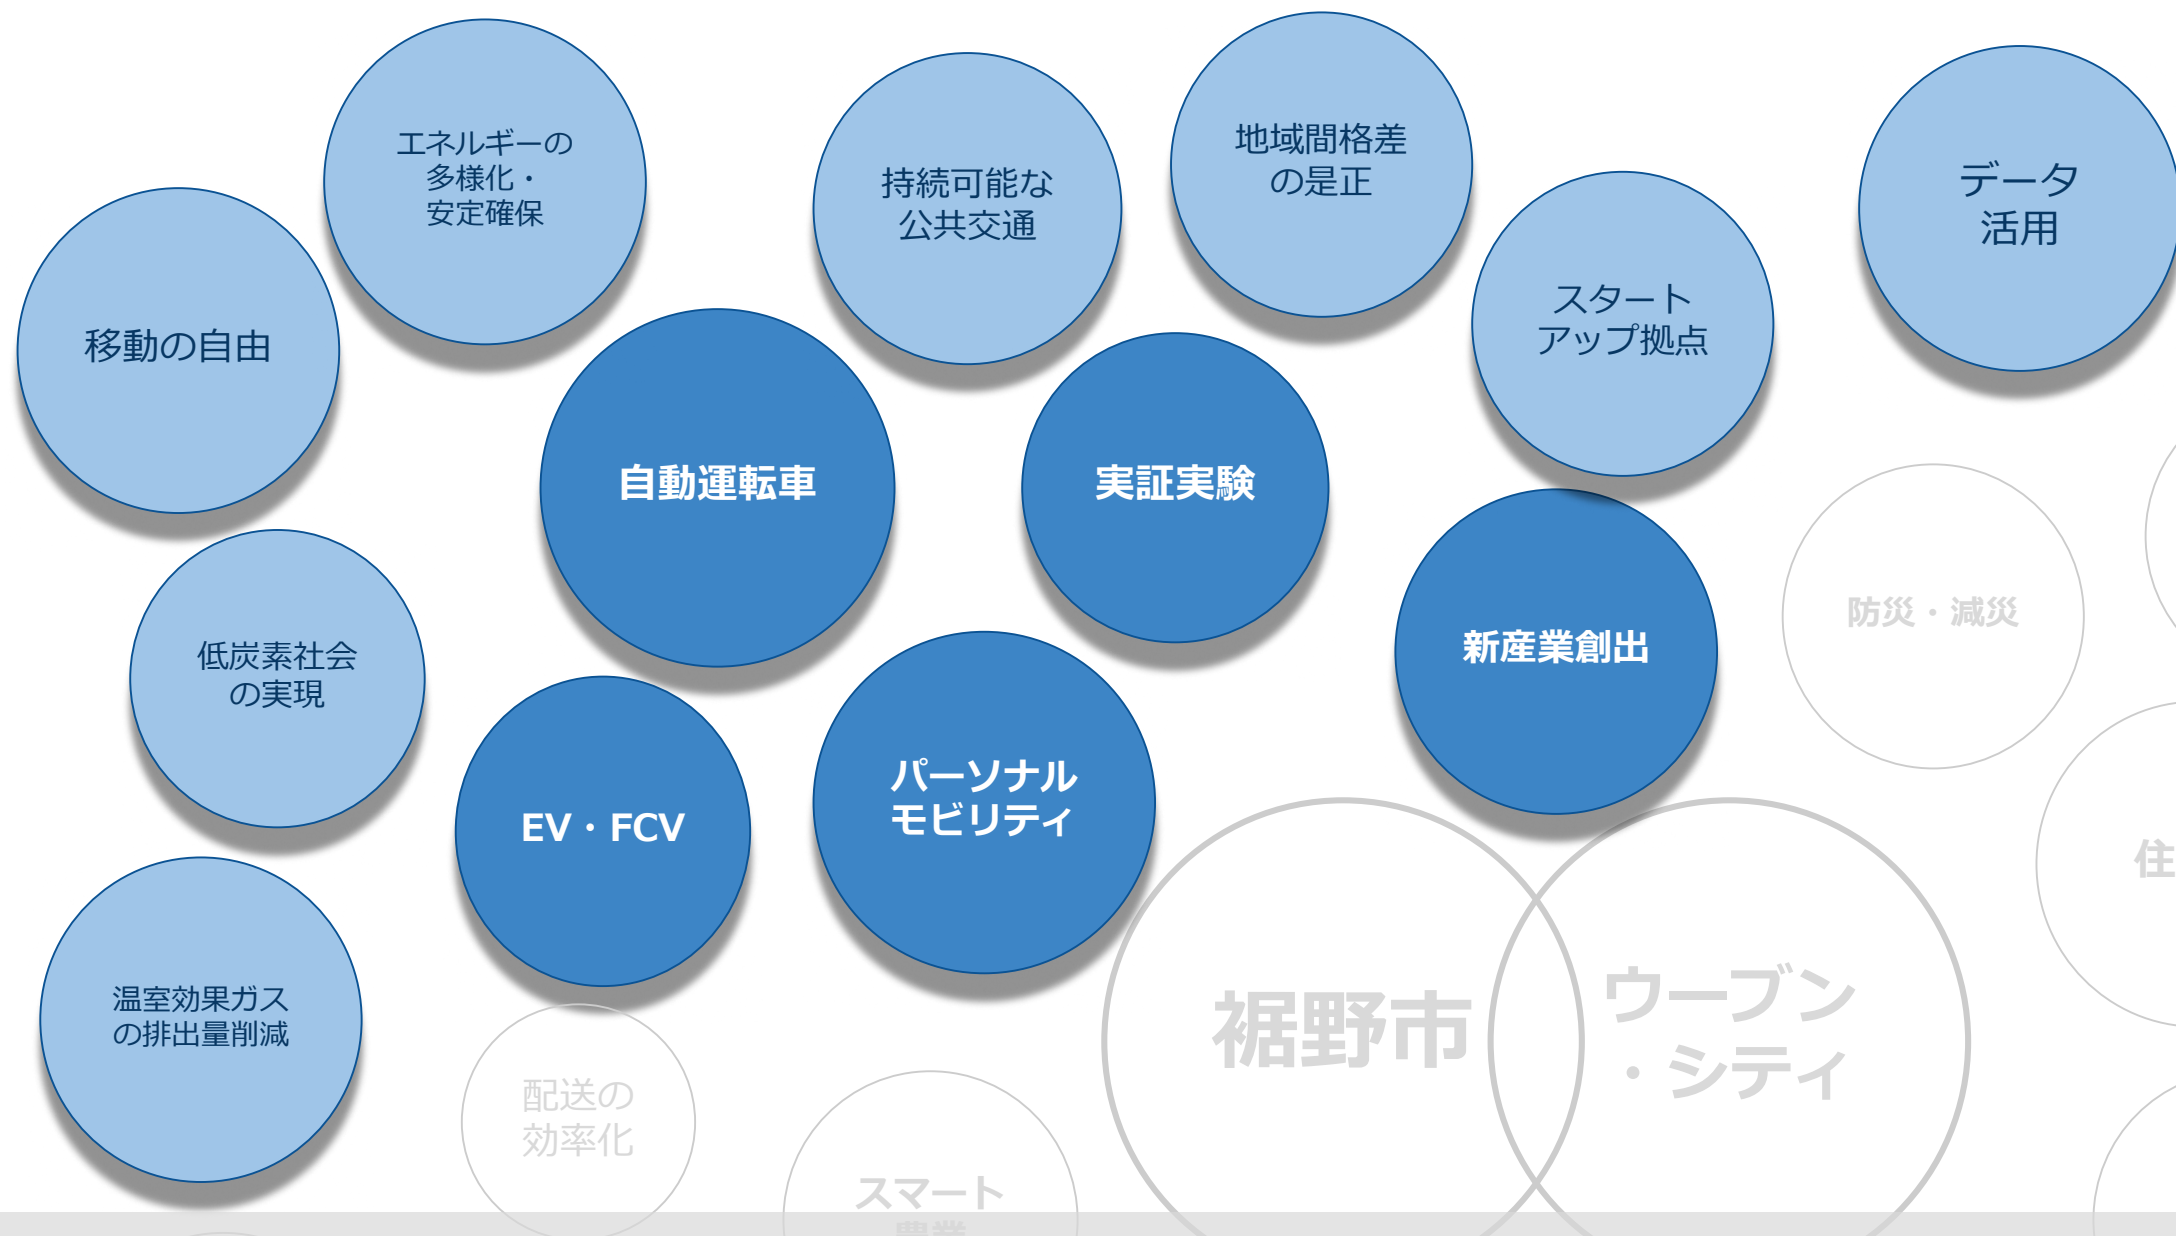 エネルギーの
多様化・
安定確保
持続可能な
公共交通
地域間格差
の是正
データ
活用
スタート
アップ拠点
移動の自由
自動運転車
実証実験
新産業創出
防災・減災
低炭素社会
の実現
EV・FCV
パーソナル
モビリティ
住
裾野市
ウーブン
・シティ
温室効果ガス
の排出量削減
配送の
効率化
スマート
農業